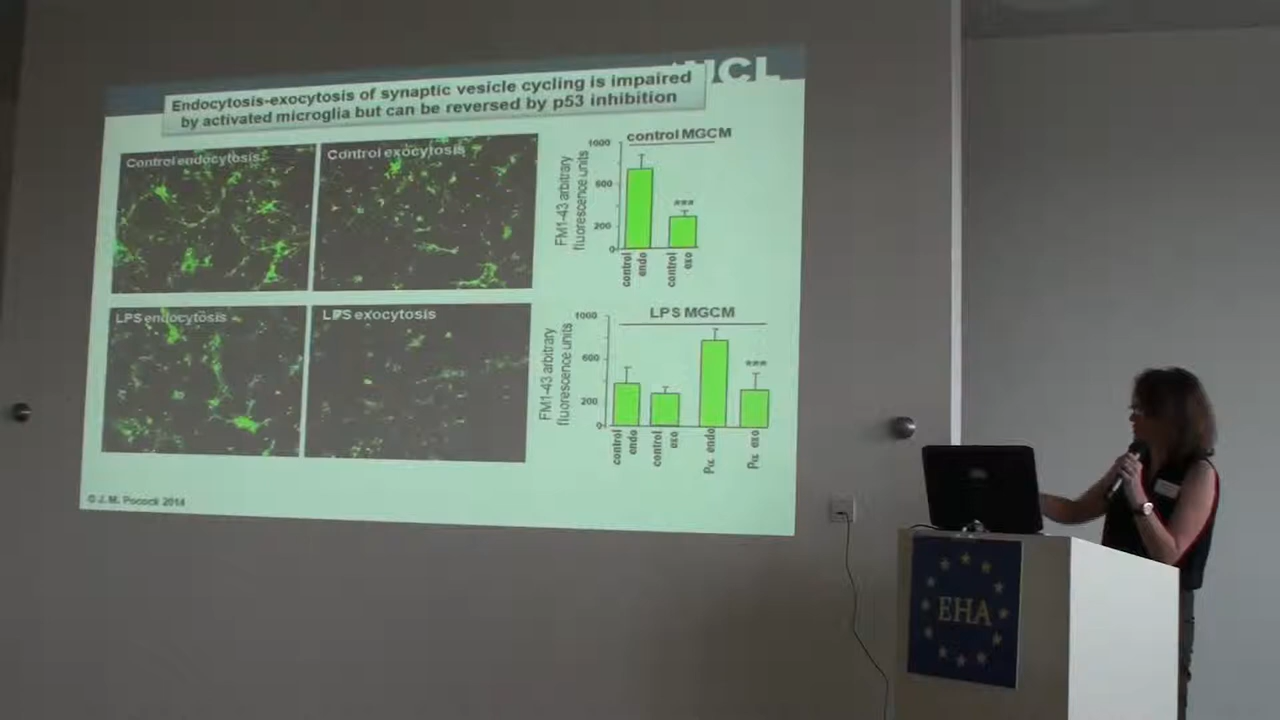 UCL
Endocytosis-exocytosis of synaptic vesicle cycling is impaired
by activated microglia but can be reversed by p53 inhibition
Control endocytosis
Control exocytosis
LPS endocytosis
LPS exocytosis
control MGCM
FM1-43 arbitrary
fluorescence units
1000
600
200
0
control
endo
control
exo
***
LPS MGCM
FM1-43 arbitrary
fluorescence units
1000
600
200
0
control
endo
control
exo
Pα endo
Pα exo
***
© J. M. Pocock 2014
EHA